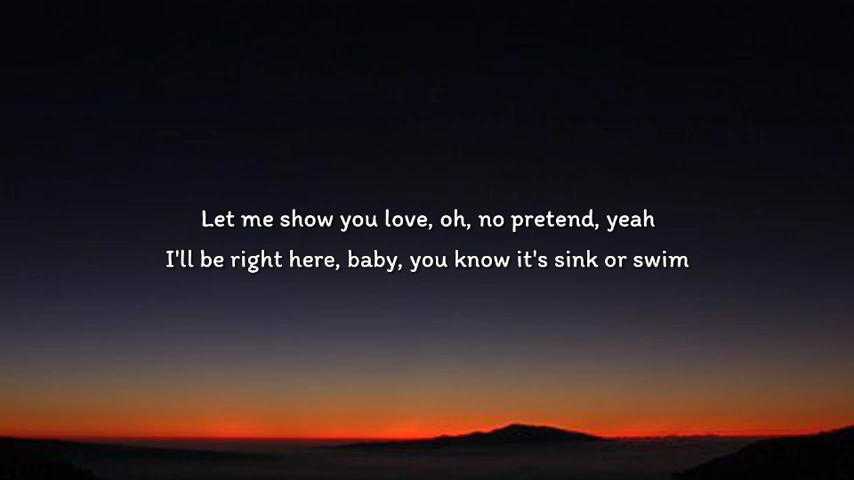 Let me show you love, oh, no pretend, yeah
I'll be right here, baby, you know it's sink or swim